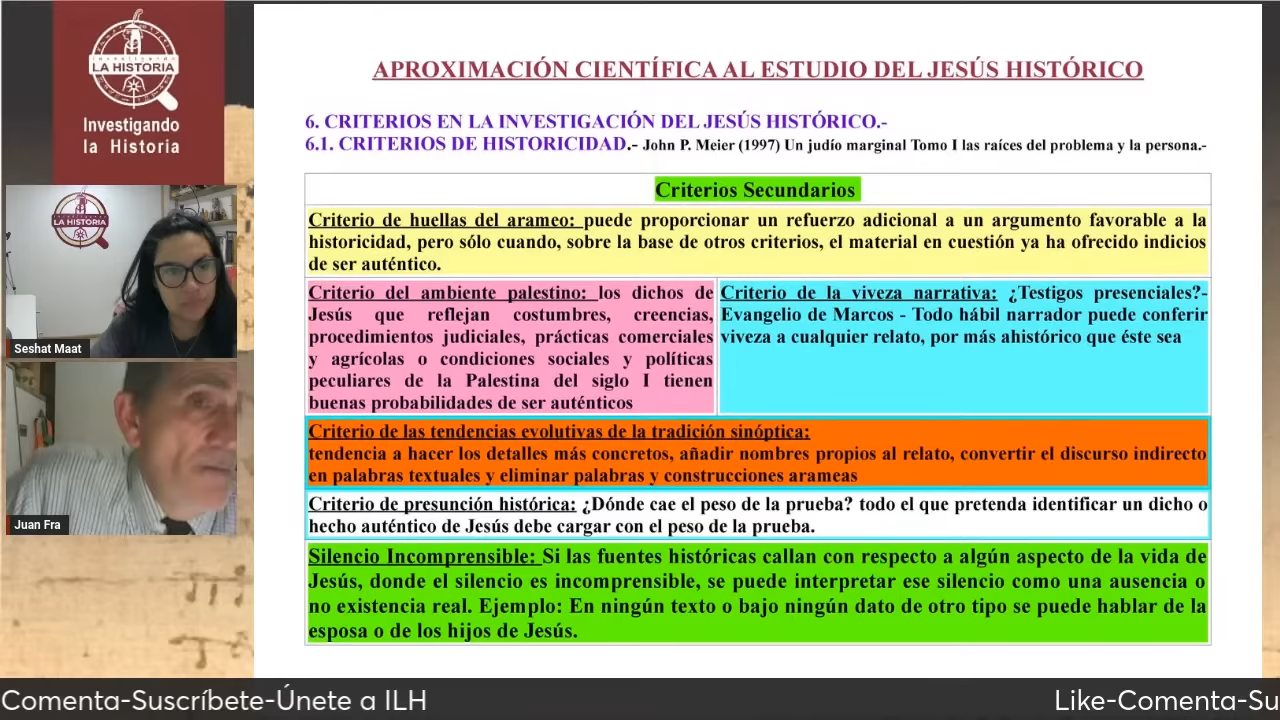 LA HISTORIA
Investigando
la Historia
LA HISTORIA
Seshat Maat
Juan Fra
APROXIMACIÓN CIENTÍFICA AL ESTUDIO DEL JESÚS HISTÓRICO
6. CRITERIOS EN LA INVESTIGACIÓN DEL JESÚS HISTÓRICO.-
6.1. CRITERIOS DE HISTORICIDAD.- John P. Meier (1997) Un judío marginal Tomo I las raíces del problema y la persona.-
Criterios Secundarios
Criterio de huellas del arameo: puede proporcionar un refuerzo adicional a un argumento favorable a la
historicidad, pero sólo cuando, sobre la base de otros criterios, el material en cuestión ya ha ofrecido indicios
de ser auténtico.
Criterio del ambiente palestino: los dichos de
Jesús que reflejan costumbres, creencias,
procedimientos judiciales, prácticas comerciales
y agrícolas o condiciones sociales y políticas
peculiares de la Palestina del siglo I tienen
buenas probabilidades de ser auténticos
Criterio de la viveza narrativa: ¿Testigos presenciales?-
Evangelio de Marcos - Todo hábil narrador puede conferir
viveza a cualquier relato, por más ahistórico que éste sea
Criterio de las tendencias evolutivas de la tradición sinóptica:
tendencia a hacer los detalles más concretos, añadir nombres propios al relato, convertir el discurso indirecto
en palabras textuales y eliminar palabras y construcciones arameas
Criterio de presunción histórica: ¿Dónde cae el peso de la prueba? todo el que pretenda identificar un dicho o
hecho auténtico de Jesús debe cargar con el peso de la prueba.
Silencio Incomprensible: Si las fuentes históricas callan con respecto a algún aspecto de la vida de
Jesús, donde el silencio es incomprensible, se puede interpretar ese silencio como una ausencia o
no existencia real. Ejemplo: En ningún texto o bajo ningún dato de otro tipo se puede hablar de la
esposa o de los hijos de Jesús.
Comenta-Suscríbete-Únete a ILH
Like-Comenta-Su